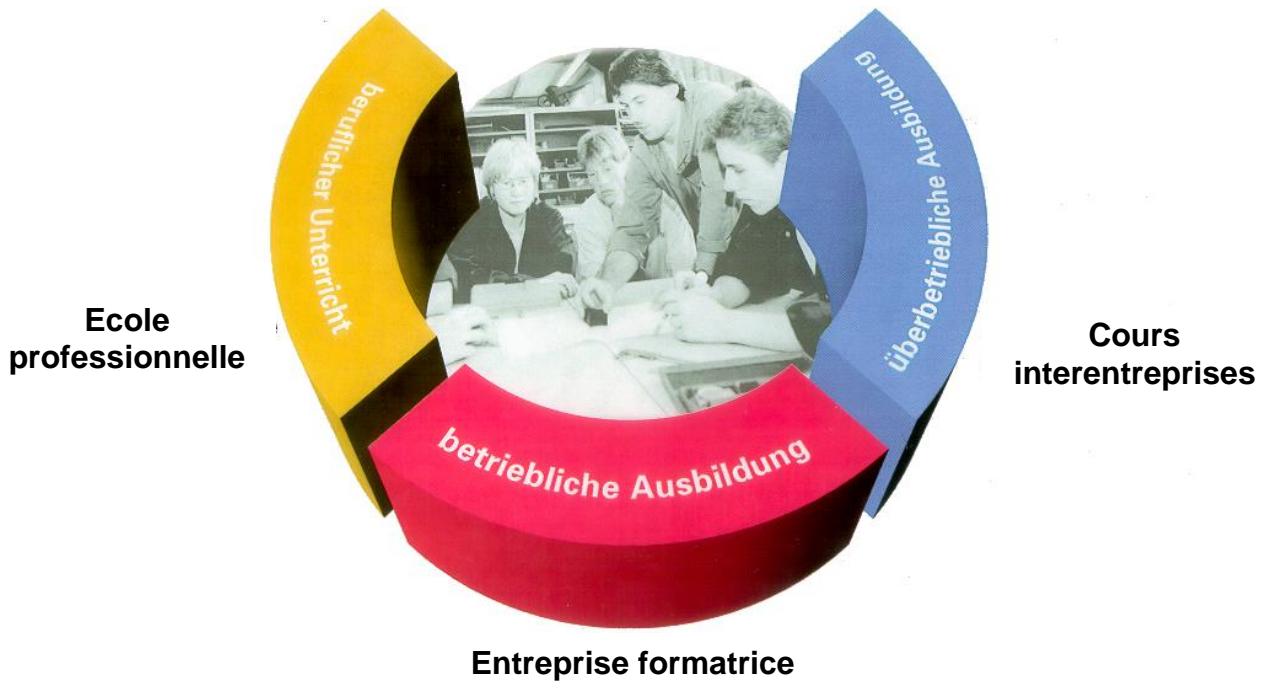 beruflicher Unterricht
überbetriebliche Ausbildung
Ecole
professionnelle
Cours
interentreprises
betriebliche Ausbildung
Entreprise formatrice